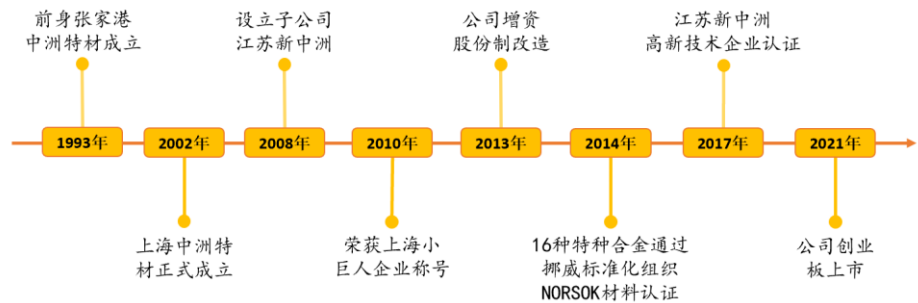 前身张家港
中洲特材成立
设立子公司
江苏新中洲
公司增资
股份制改造
江苏新中洲
高新技术企业认证
1993年
2002年
2008年
2010年
2013年
2014年
2017年
2021年
上海中洲特
材正式成立
荣获上海小
巨人企业称号
16种特种合金通过
挪威标准化组织
NORSOK材料认证
公司创业
板上市